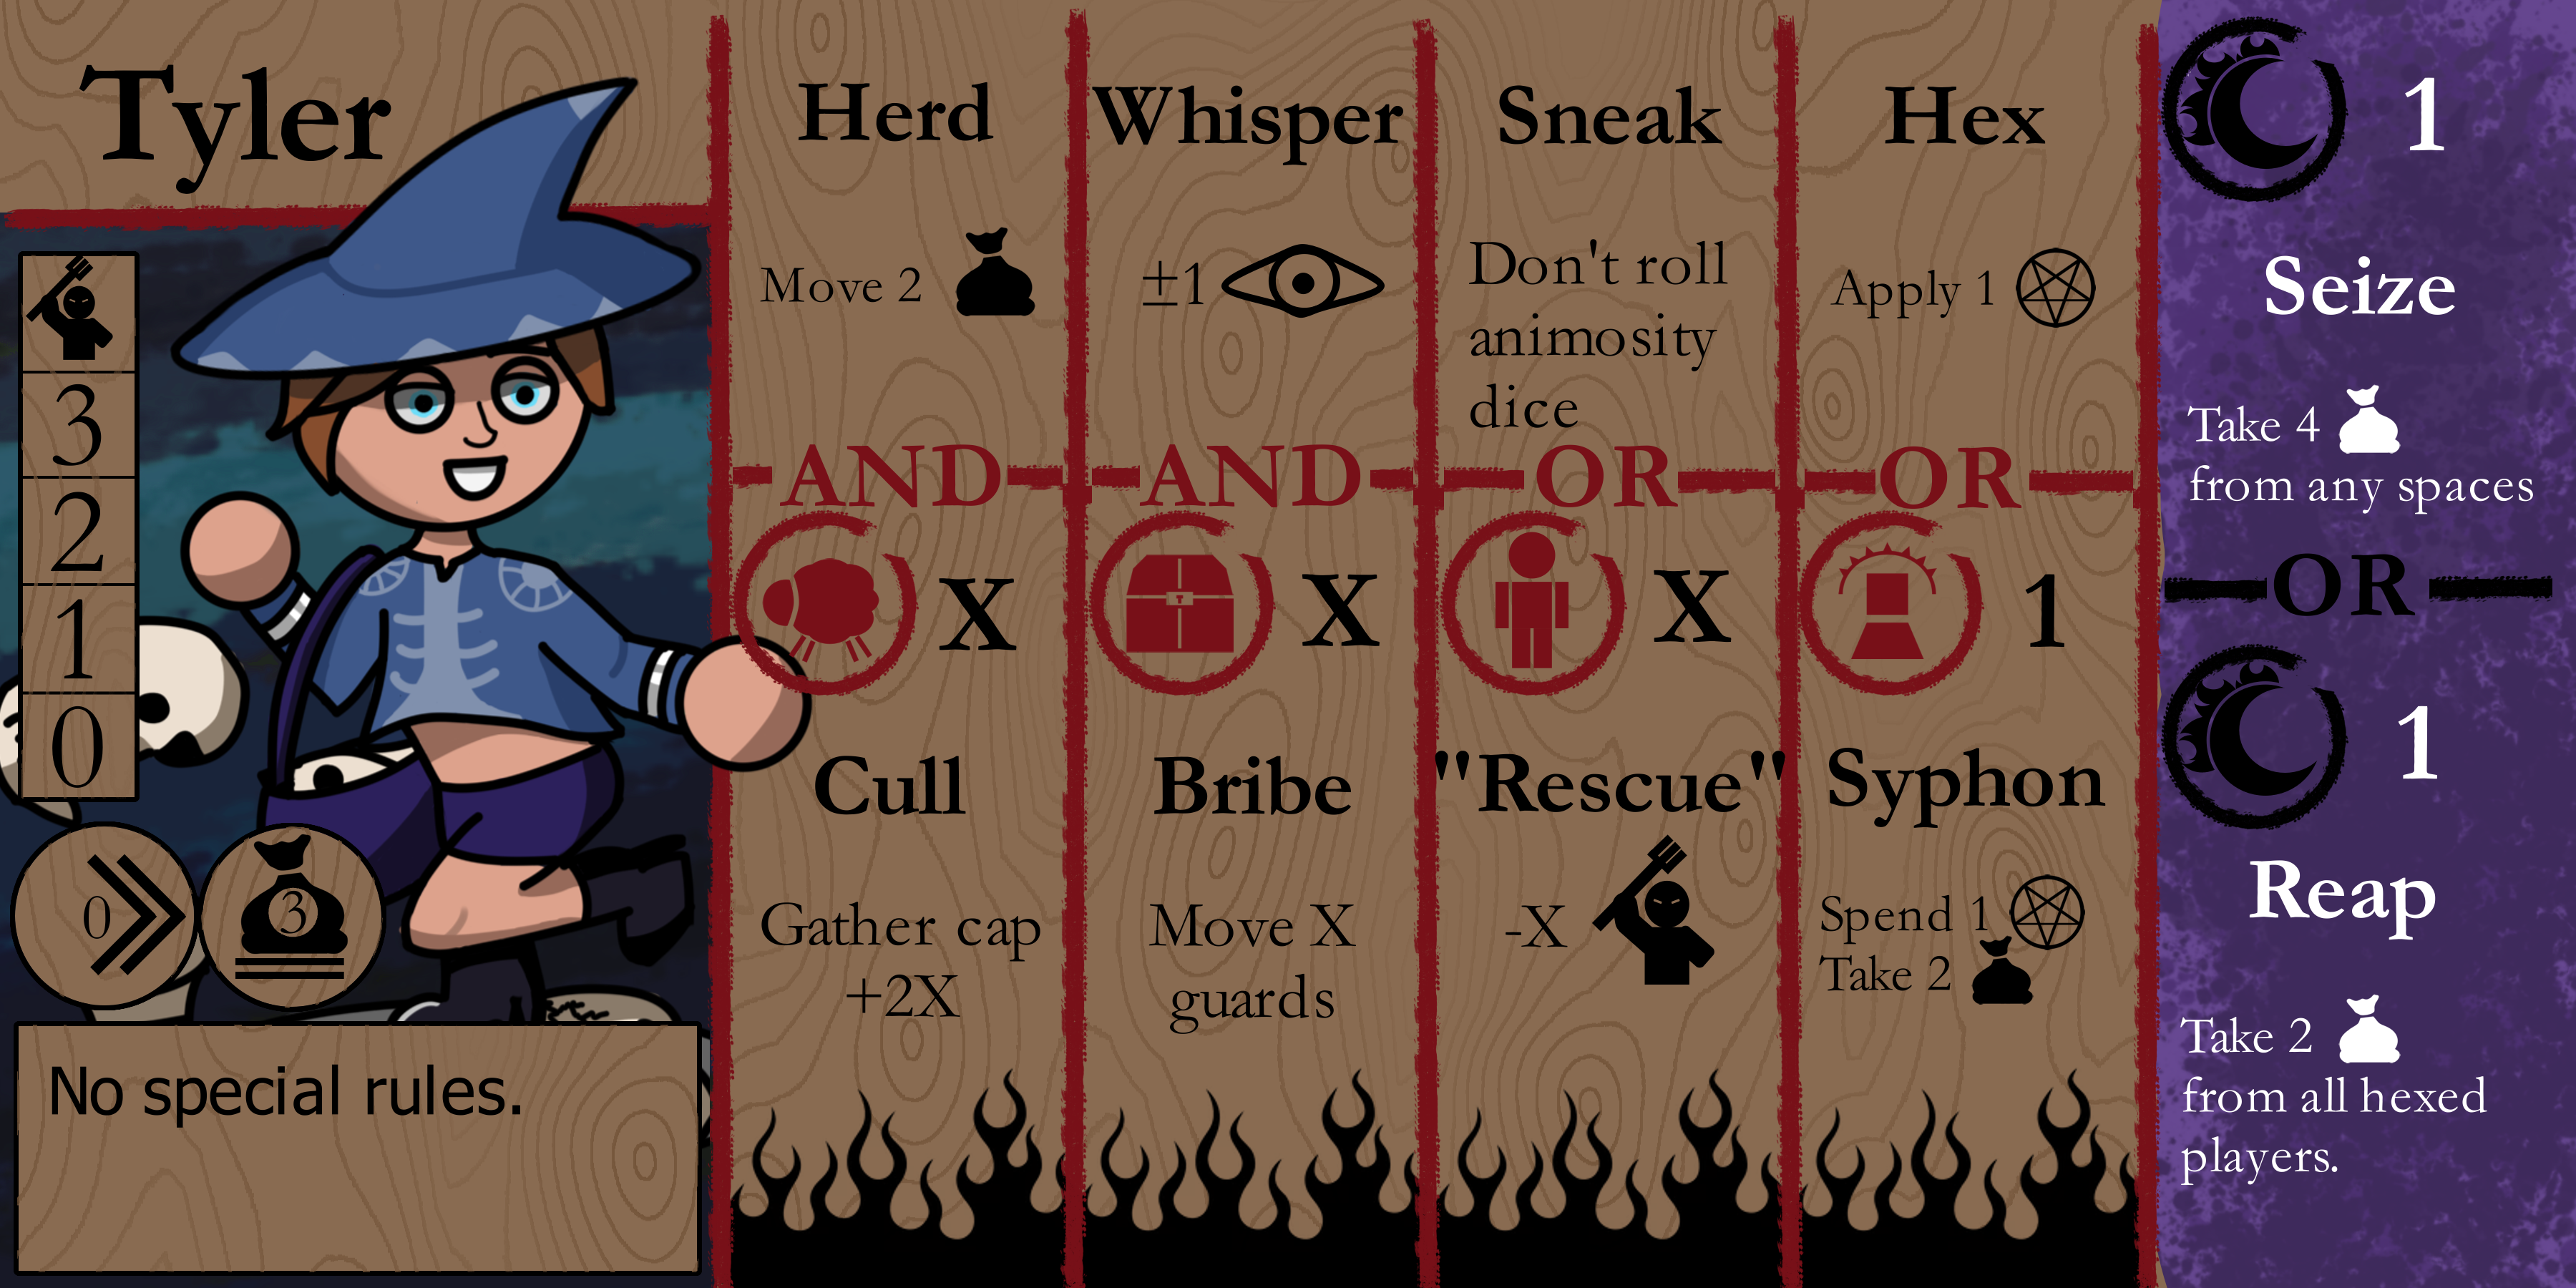 Tyler
3
2
1
0
0
3
No special rules.
Herd
Move 2
AND
X
Cull
Gather cap
+2X
Whisper
±1
AND
X
Bribe
Move X
guards
Sneak
Don't roll
animosity
dice
OR
X
"Rescue"
-X
Hex
Apply 1
OR
1
Syphon
Spend 1
Take 2
1
Seize
Take 4
from any spaces
OR
1
Reap
Take 2
from all hexed
players.